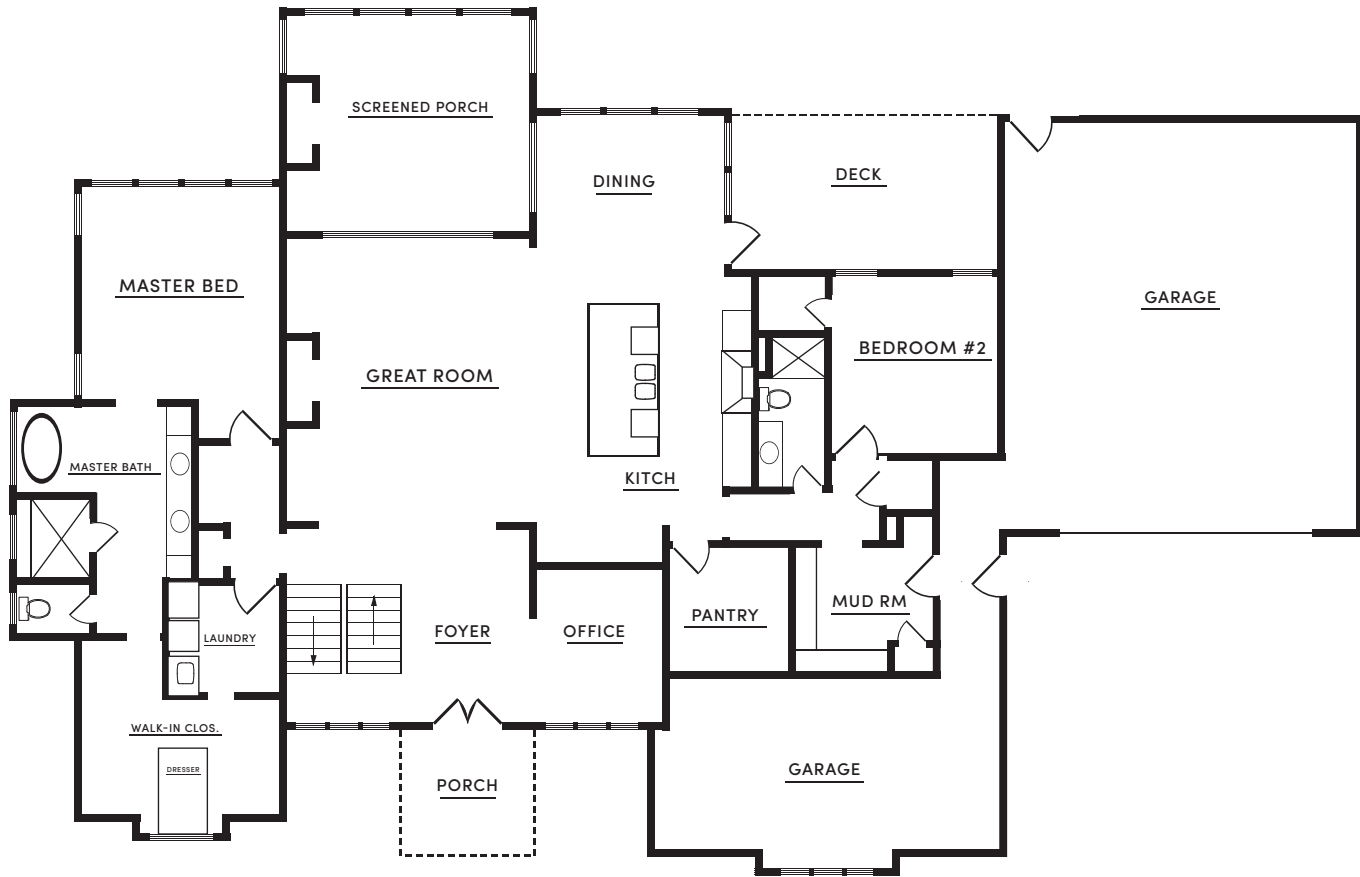 SCREENED PORCH
DINING
DECK
MASTER BED
GARAGE
GREAT ROOM
BEDROOM #2
MASTER BATH
KITCH
MUD RM
PANTRY
FOYER
OFFICE
LAUNDRY
WALK-IN CLOS.
DRESSER
GARAGE
PORCH